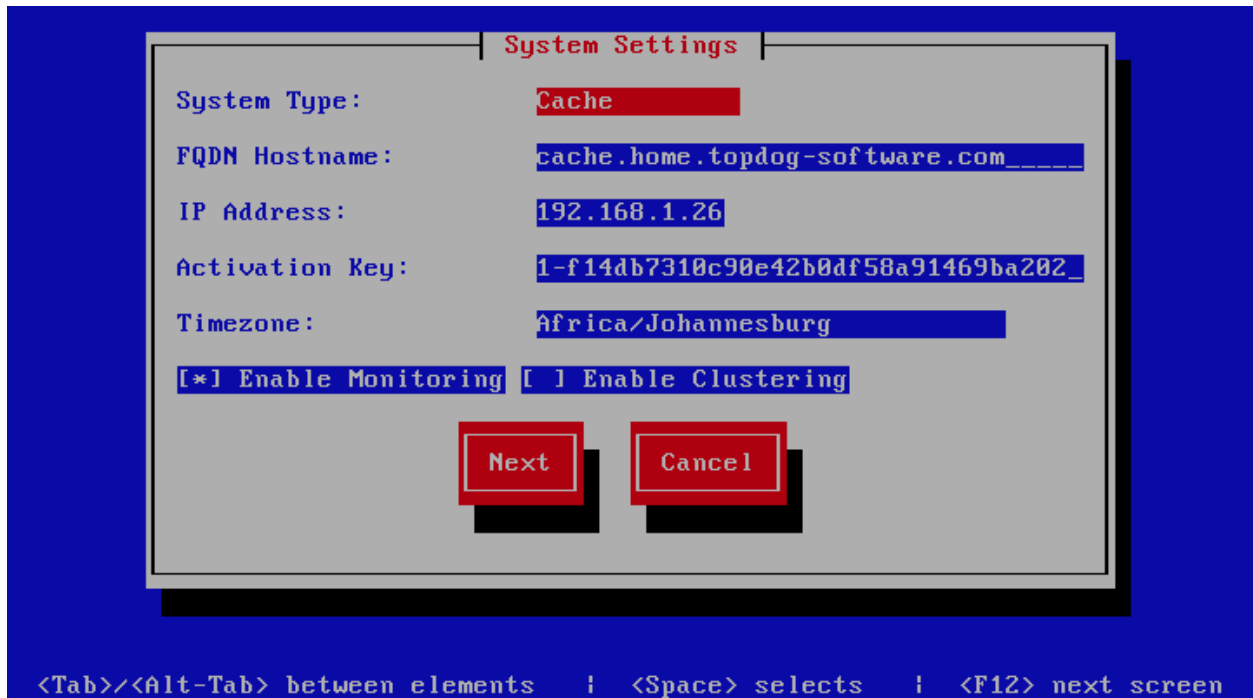 System Settings
System Type: Cache
FQDN Hostname: cache.home.topdog-software.com_____
IP Address: 192.168.1.26
Activation Key: 1-f14db7310c90e42b0df58a91469ba202_
Timezone: Africa/Johannesburg
[*] Enable Monitoring [ ] Enable Clustering
Next Cancel
<Tab>/<Alt-Tab> between elements | <Space> selects | <F12> next screen